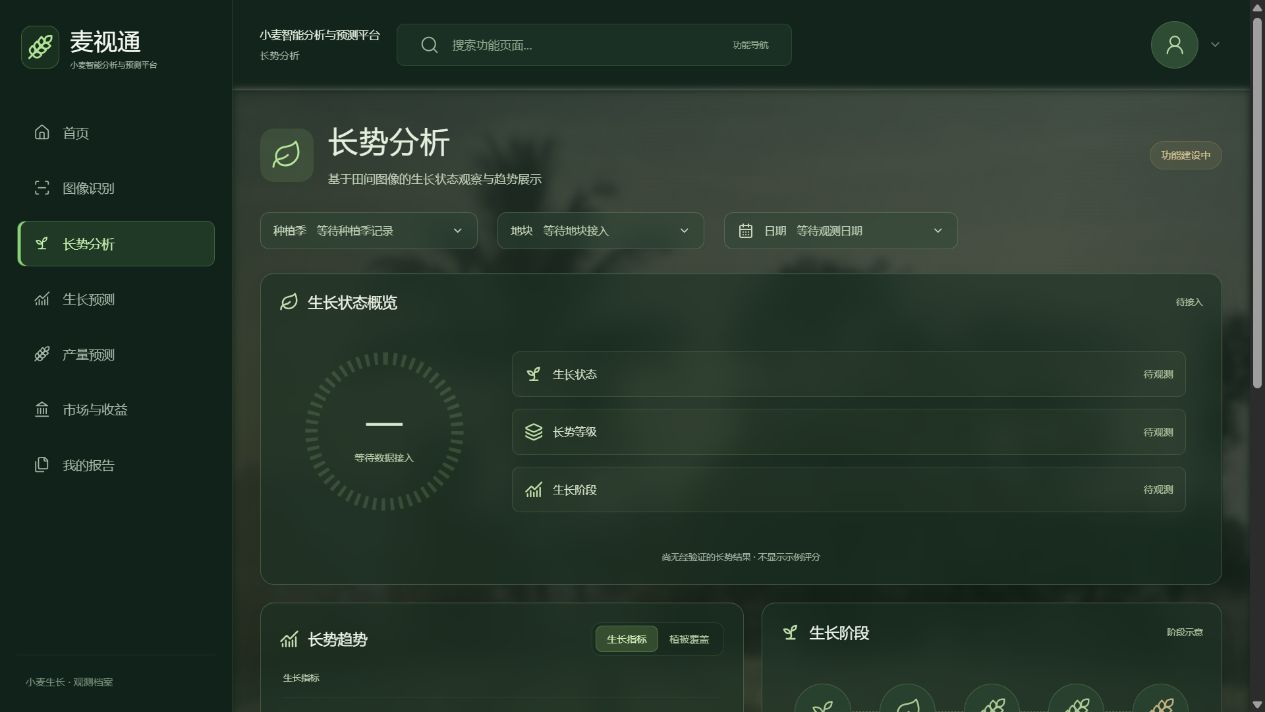 麦视通
小麦智能分析与预测平台
首页
图像识别
长势分析
生长预测
产量预测
市场与收益
我的报告
小麦生长 · 观测档案
小麦智能分析与预测平台
长势分析
搜索功能页面...
功能导航
长势分析
基于田间图像的生长状态观察与趋势展示
功能建设中
种植季 等待种植季记录
地块 等待地块接入
日期 等待观测日期
生长状态概览
待接入
—
等待数据接入
生长状态
待观测
长势等级
待观测
生长阶段
待观测
尚无经验证的长势结果 · 不显示示例评分
长势趋势
生长指标
植被覆盖
生长指标
生长阶段
阶段示意